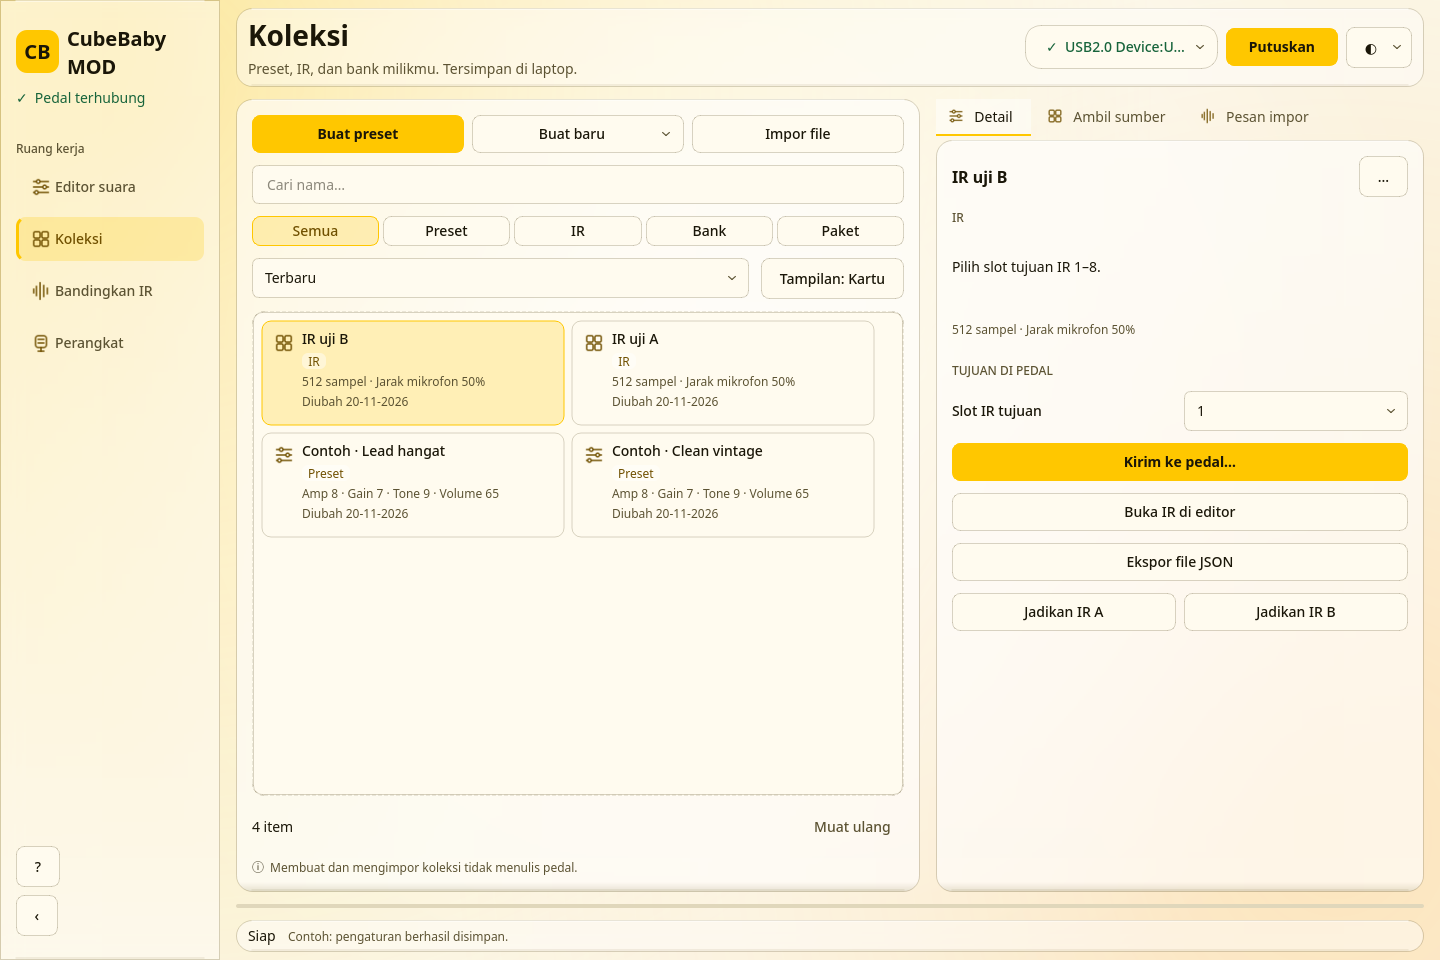 CB
CubeBaby
MOD
✓ Pedal terhubung
Ruang kerja
Editor suara
Koleksi
Bandingkan IR
Perangkat
?
‹
Koleksi
Preset, IR, dan bank milikmu. Tersimpan di laptop.
✓ USB2.0 Device:U...
Putuskan
Buat preset
Buat baru
Impor file
Cari nama...
Semua
Preset
IR
Bank
Paket
Terbaru
Tampilan: Kartu
IR uji B
IR
512 sampel · Jarak mikrofon 50%
Diubah 20-11-2026
IR uji A
IR
512 sampel · Jarak mikrofon 50%
Diubah 20-11-2026
Contoh · Lead hangat
Preset
Amp 8 · Gain 7 · Tone 9 · Volume 65
Diubah 20-11-2026
Contoh · Clean vintage
Preset
Amp 8 · Gain 7 · Tone 9 · Volume 65
Diubah 20-11-2026
4 item
Muat ulang
ⓘ Membuat dan mengimpor koleksi tidak menulis pedal.
Detail
Ambil sumber
Pesan impor
IR uji B
...
IR
Pilih slot tujuan IR 1–8.
512 sampel · Jarak mikrofon 50%
TUJUAN DI PEDAL
Slot IR tujuan
1
Kirim ke pedal...
Buka IR di editor
Ekspor file JSON
Jadikan IR A
Jadikan IR B
Siap
Contoh: pengaturan berhasil disimpan.